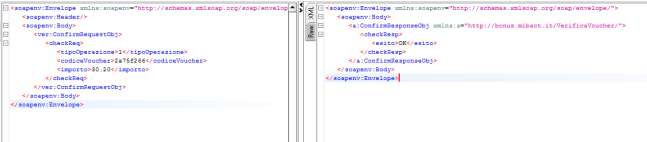 <soapenv:Envelope xmlns:soapenv="http://schemas.xmlsoap.org/soap/envelop
<soapenv:Header/>
<soapenv:Body>
<ver:ConfirmRequestObj>
<checkReq>
<tipoOperazione>1</tipoOperazione>
<codiceVoucher>2a75f266</codiceVoucher>
<importo>30.20</importo>
</checkReq>
</ver:ConfirmRequestObj>
</soapenv:Body>
</soapenv:Envelope>
XML
Raw
<soapenv:Envelope xmlns:soapenv="http://schemas.xmlsoap.org/soap/envelope/">
<soapenv:Body>
<a:ConfirmResponseObj xmlns:a="http://bonus.mibact.it/VerificaVoucher/">
<checkResp>
<esito>OK</esito>
</checkResp>
</a:ConfirmResponseObj>
</soapenv:Body>
</soapenv:Envelope>